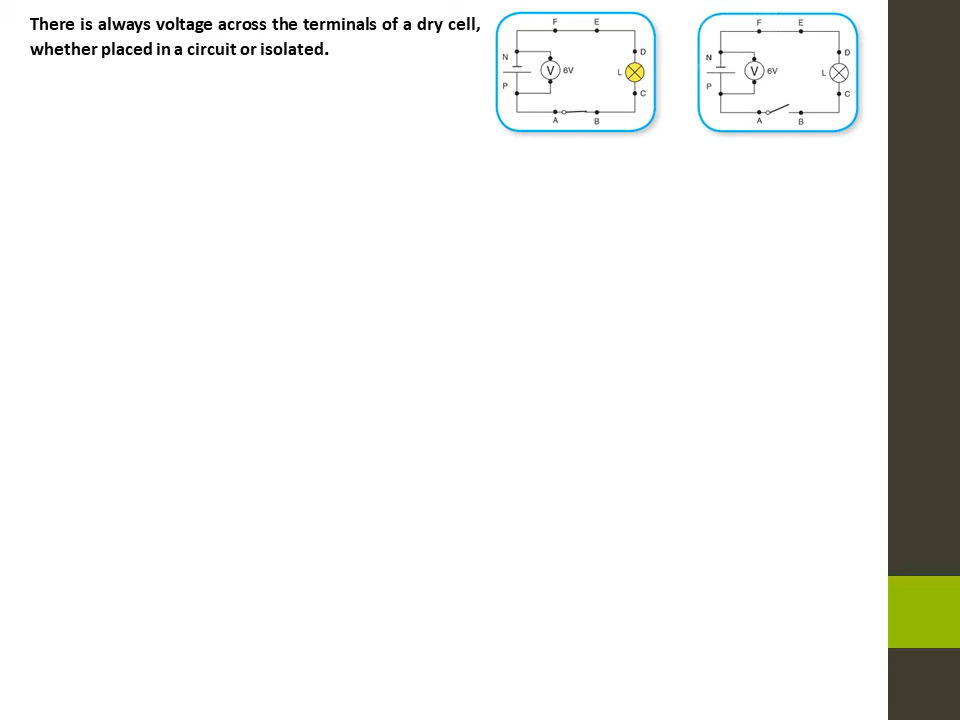 There is always voltage across the terminals of a dry cell,
whether placed in a circuit or isolated.
F E
N D
V 6V L
P C
A B
F E
N D
V 6V L
P C
A B